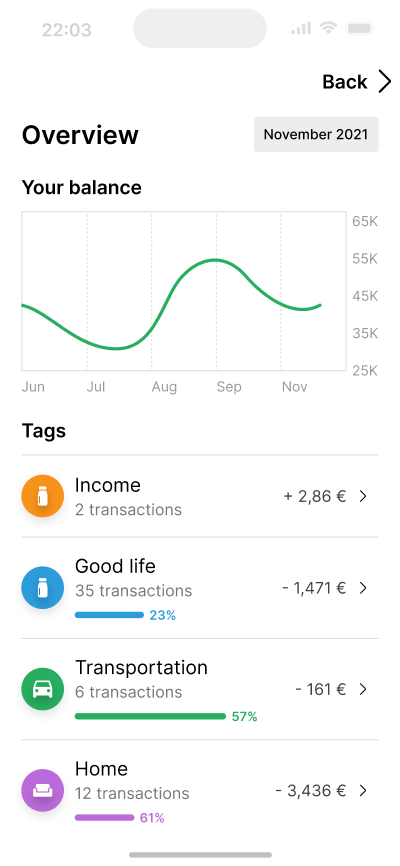 22:03
Back
Overview
November 2021
Your balance
65K
55K
45K
35K
25K
Jun Jul Aug Sep Nov
Tags
Income
+ 2,86 €
2 transactions
Good life
- 1,471 €
35 transactions
23%
Transportation
- 161 €
6 transactions
57%
Home
- 3,436 €
12 transactions
61%